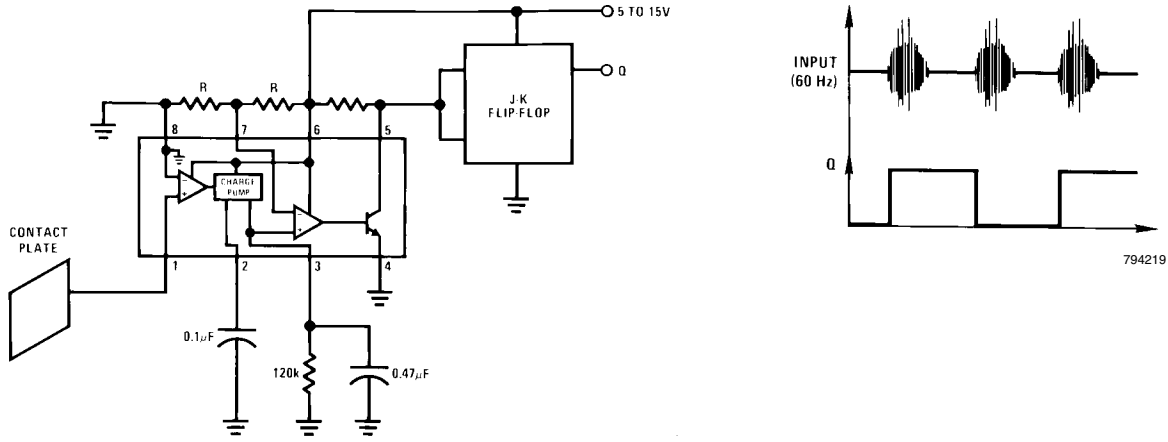 5 TO 15V
Q
J-K
FLIP-FLOP
R
R
8
7
6
5
-
+
CHARGE
PUMP
-
+
CONTACT
PLATE
1
2
3
4
0.1μF
120k
0.47μF
INPUT
(60 Hz)
Q
794219